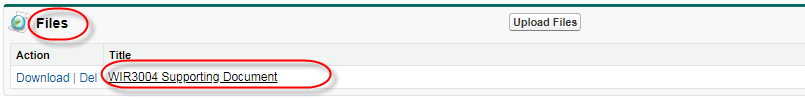 Files Upload Files
Action Title
Download | Del WIR3004 Supporting Document